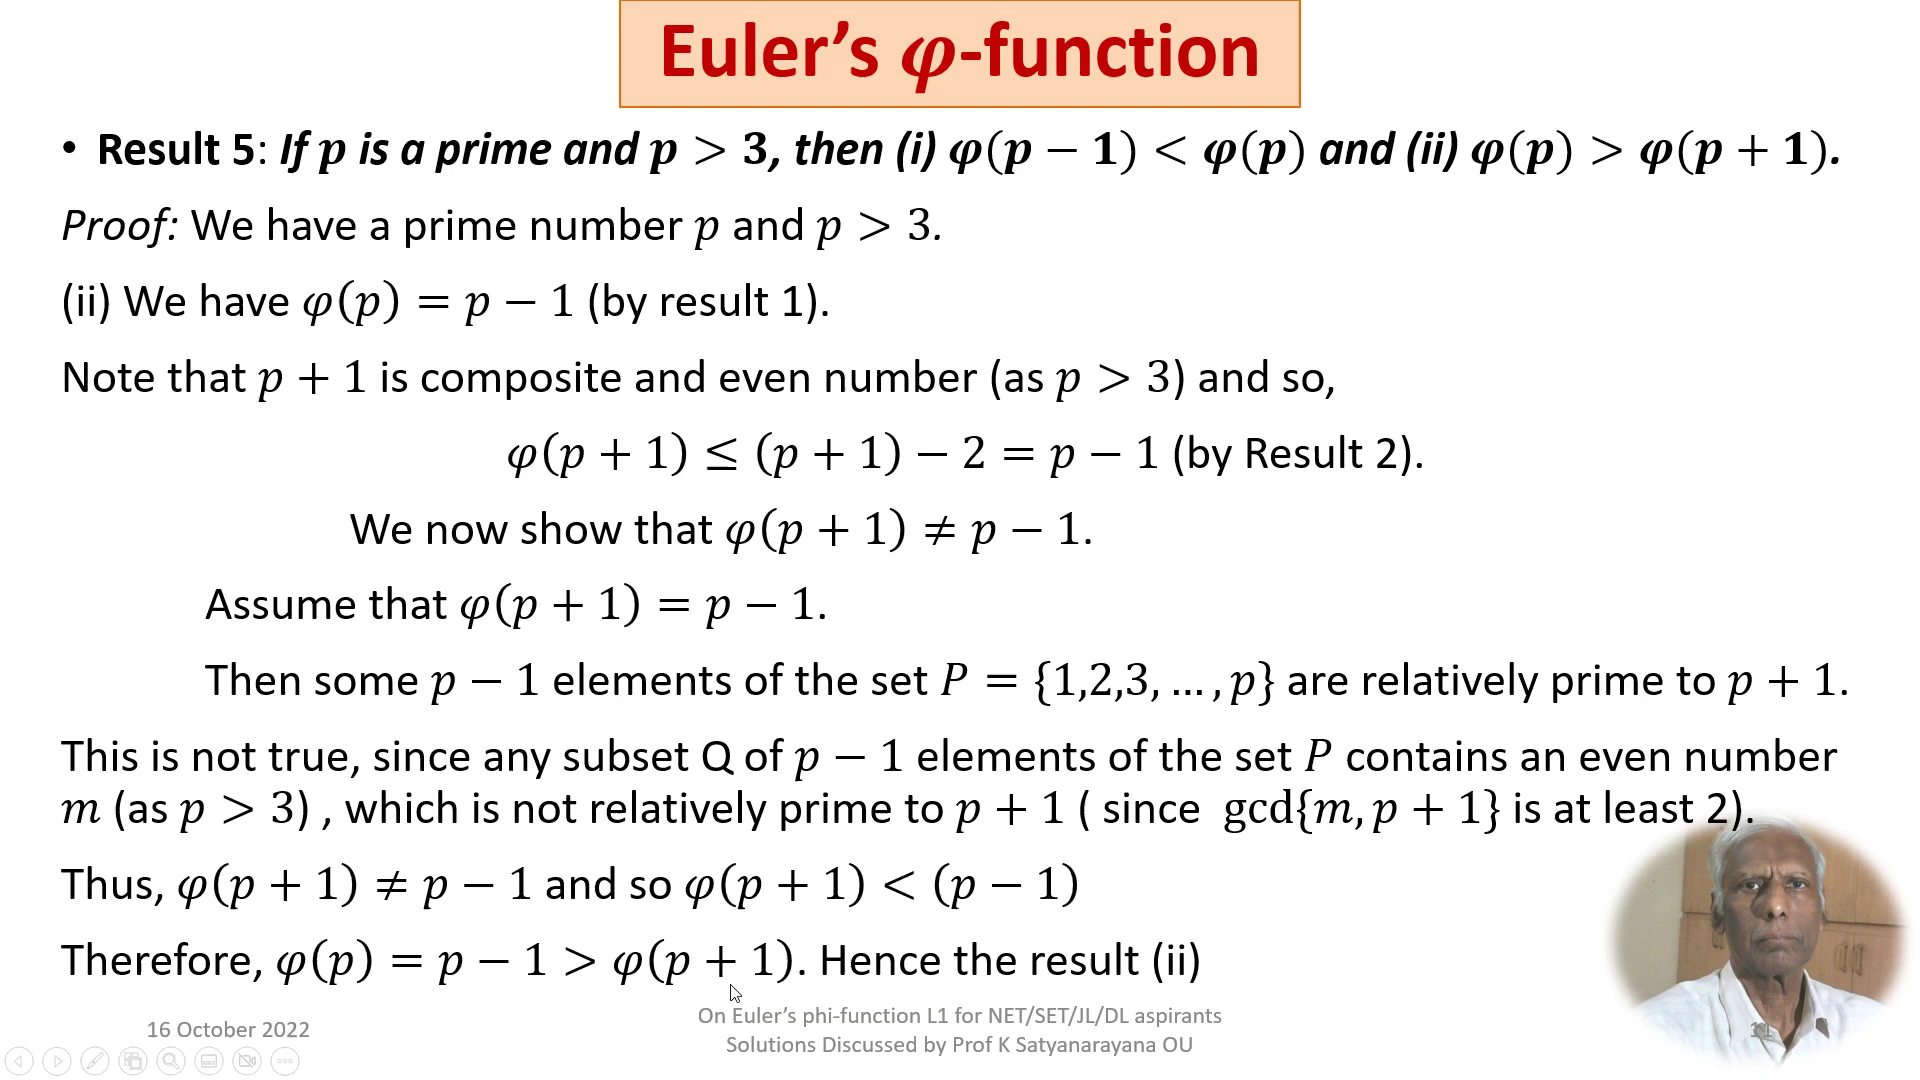 Euler’s 𝝋-function
• Result 5: If p is a prime and p > 3, then (i) φ(p − 1) < φ(p) and (ii) φ(p) > φ(p + 1).
Proof: We have a prime number p and p > 3.
(ii) We have φ(p) = p − 1 (by result 1).
Note that p + 1 is composite and even number (as p > 3) and so,
φ(p + 1) ≤ (p + 1) − 2 = p − 1 (by Result 2).
We now show that φ(p + 1) ≠ p − 1.
Assume that φ(p + 1) = p − 1.
Then some p − 1 elements of the set P = {1,2,3, … , p} are relatively prime to p + 1.
This is not true, since any subset Q of p − 1 elements of the set P contains an even number
m (as p > 3) , which is not relatively prime to p + 1 ( since gcd{m, p + 1} is at least 2).
Thus, φ(p + 1) ≠ p − 1 and so φ(p + 1) < (p − 1)
Therefore, φ(p) = p − 1 > φ(p + 1). Hence the result (ii)
16 October 2022
On Euler’s phi-function L1 for NET/SET/JL/DL aspirants
Solutions Discussed by Prof K Satyanarayana OU